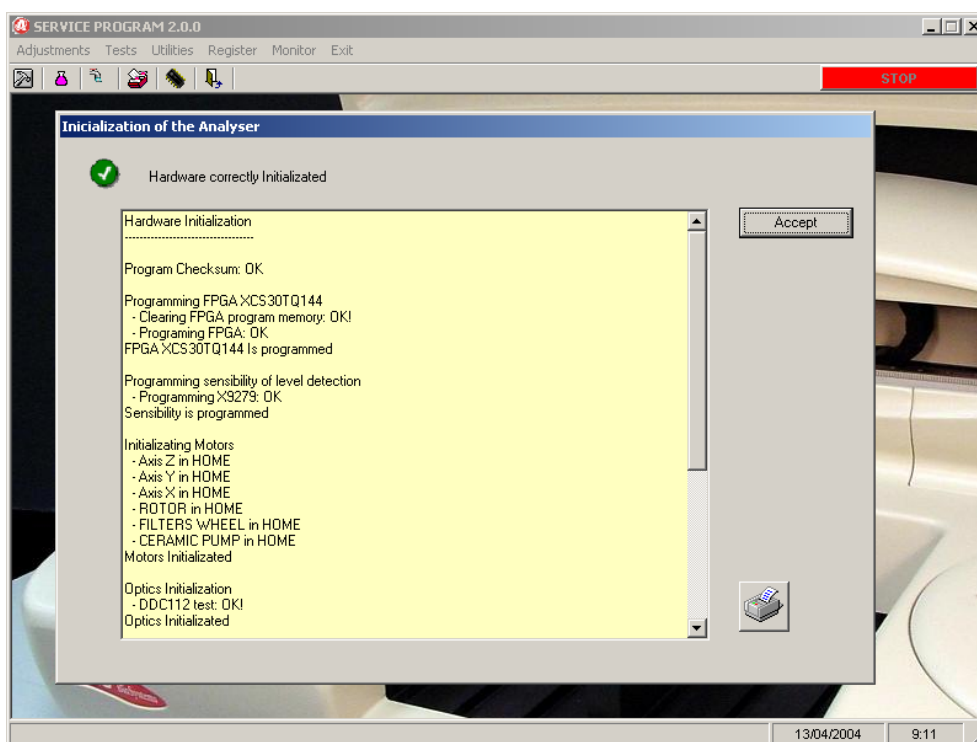 SERVICE PROGRAM 2.0.0
Adjustments Tests Utilities Register Monitor Exit
STOP
Inicialization of the Analyser
Hardware correctly Initializated
Accept
Hardware Initialization
-----------------------------------
Program Checksum: OK
Programming FPGA XCS30TQ144
- Clearing FPGA program memory: OK!
- Programing FPGA: OK
FPGA XCS30TQ144 Is programmed
Programming sensibility of level detection
- Programming X9279: OK
Sensibility is programmed
Initializating Motors
- Axis Z in HOME
- Axis Y in HOME
- Axis X in HOME
- ROTOR in HOME
- FILTERS WHEEL in HOME
- CERAMIC PUMP in HOME
Motors Initializated
Optics Initialization
- DDC112 test: OK!
Optics Initializated
BioSystems
13/04/2004 9:11